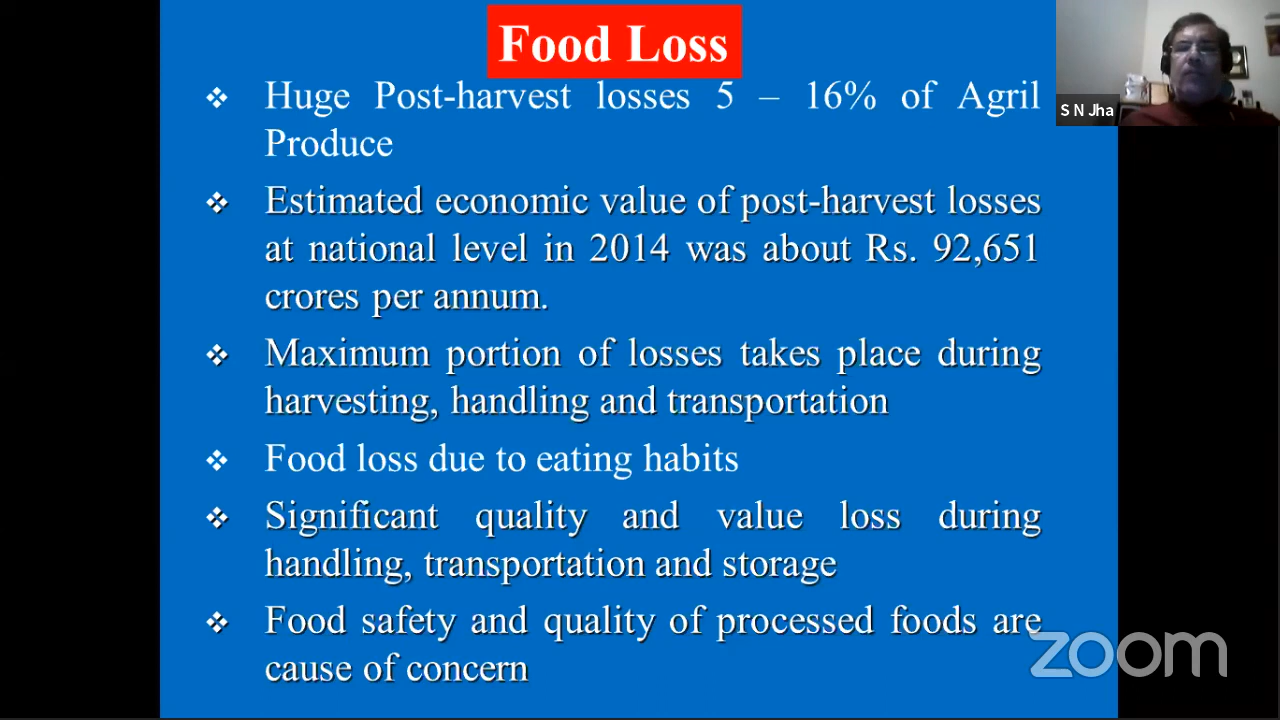 Food Loss
❖ Huge Post-harvest losses 5 – 16% of Agril
Produce
❖ Estimated economic value of post-harvest losses
at national level in 2014 was about Rs. 92,651
crores per annum.
❖ Maximum portion of losses takes place during
harvesting, handling and transportation
❖ Food loss due to eating habits
❖ Significant quality and value loss during
handling, transportation and storage
❖ Food safety and quality of processed foods are
cause of concern
S N Jha
zoom